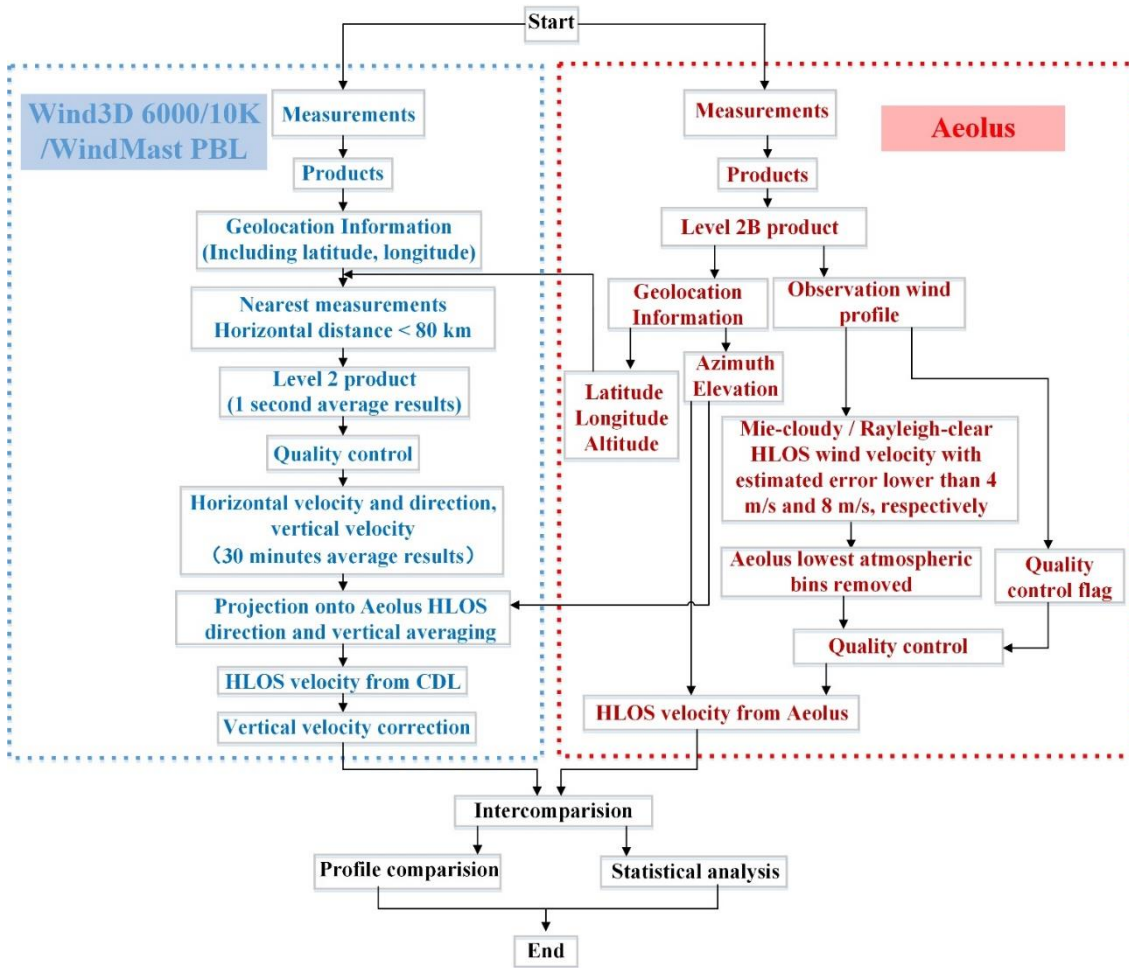 Start
Wind3D 6000/10K
/WindMast PBL
Measurements
Products
Geolocation Information
(Including latitude, longitude)
Nearest measurements
Horizontal distance < 80 km
Level 2 product
(1 second average results)
Quality control
Horizontal velocity and direction,
vertical velocity
(30 minutes average results)
Projection onto Aeolus HLOS
direction and vertical averaging
HLOS velocity from CDL
Vertical velocity correction
Aeolus
Measurements
Products
Level 2B product
Geolocation
Information
Observation wind
profile
Azimuth
Elevation
Latitude
Longitude
Altitude
Mie-cloudy / Rayleigh-clear
HLOS wind velocity with
estimated error lower than 4
m/s and 8 m/s, respectively
Aeolus lowest atmospheric
bins removed
Quality
control flag
Quality control
HLOS velocity from Aeolus
Intercomparision
Profile comparision
Statistical analysis
End